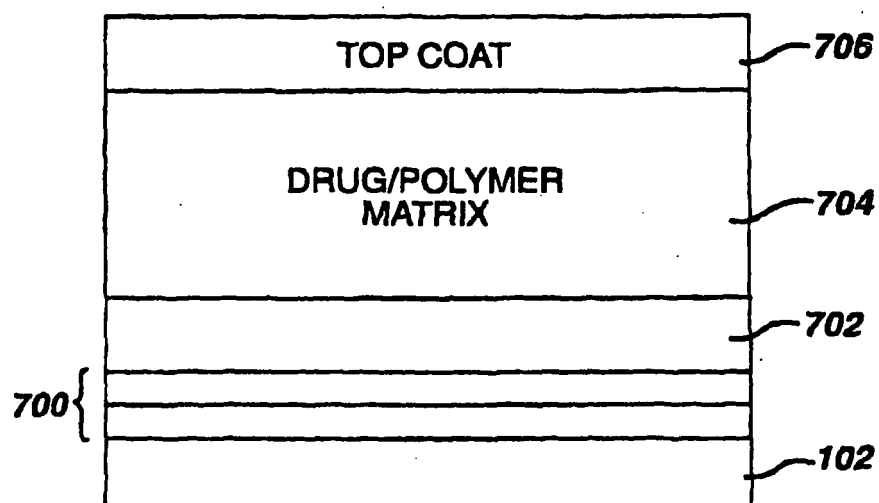 TOP COAT
706
DRUG/POLYMER
MATRIX
704
702
700
102